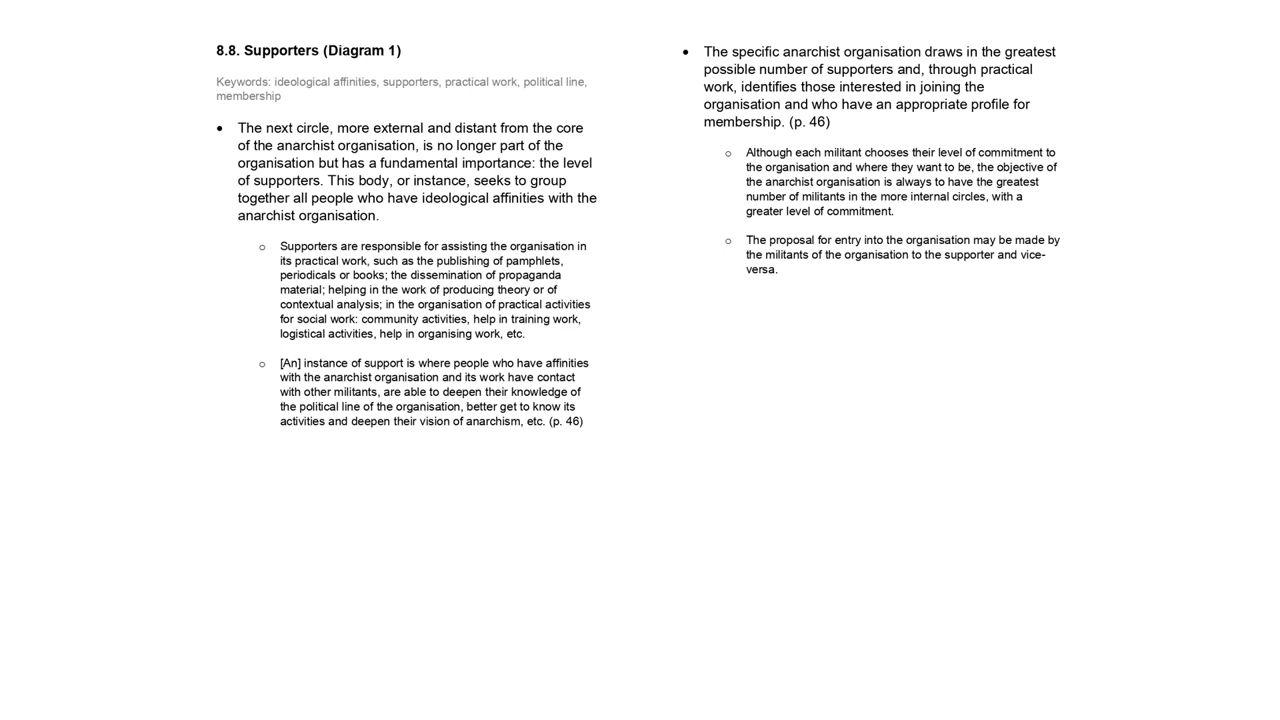 8.8. Supporters (Diagram 1)
Keywords: ideological affinities, supporters, practical work, political line,
membership
• The next circle, more external and distant from the core
of the anarchist organisation, is no longer part of the
organisation but has a fundamental importance: the level
of supporters. This body, or instance, seeks to group
together all people who have ideological affinities with the
anarchist organisation.
o Supporters are responsible for assisting the organisation in
its practical work, such as the publishing of pamphlets,
periodicals or books; the dissemination of propaganda
material; helping in the work of producing theory or of
contextual analysis; in the organisation of practical activities
for social work: community activities, help in training work,
logistical activities, help in organising work, etc.
o [An] instance of support is where people who have affinities
with the anarchist organisation and its work have contact
with other militants, are able to deepen their knowledge of
the political line of the organisation, better get to know its
activities and deepen their vision of anarchism, etc. (p. 46)
• The specific anarchist organisation draws in the greatest
possible number of supporters and, through practical
work, identifies those interested in joining the
organisation and who have an appropriate profile for
membership. (p. 46)
o Although each militant chooses their level of commitment to
the organisation and where they want to be, the objective of
the anarchist organisation is always to have the greatest
number of militants in the more internal circles, with a
greater level of commitment.
o The proposal for entry into the organisation may be made by
the militants of the organisation to the supporter and vice-
versa.